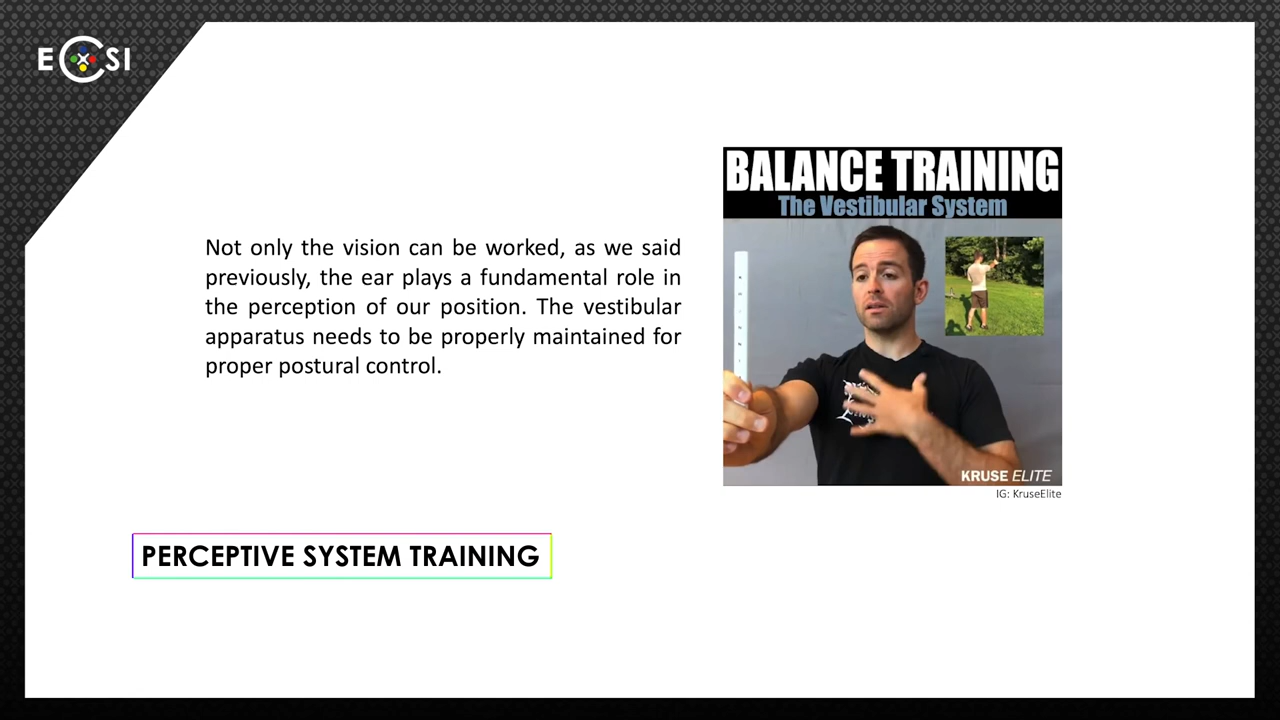 ECSI
Not only the vision can be worked, as we said
previously, the ear plays a fundamental role in
the perception of our position. The vestibular
apparatus needs to be properly maintained for
proper postural control.
BALANCE TRAINING
The Vestibular System
KRUSE ELITE
IG: KruseElite
PERCEPTIVE SYSTEM TRAINING